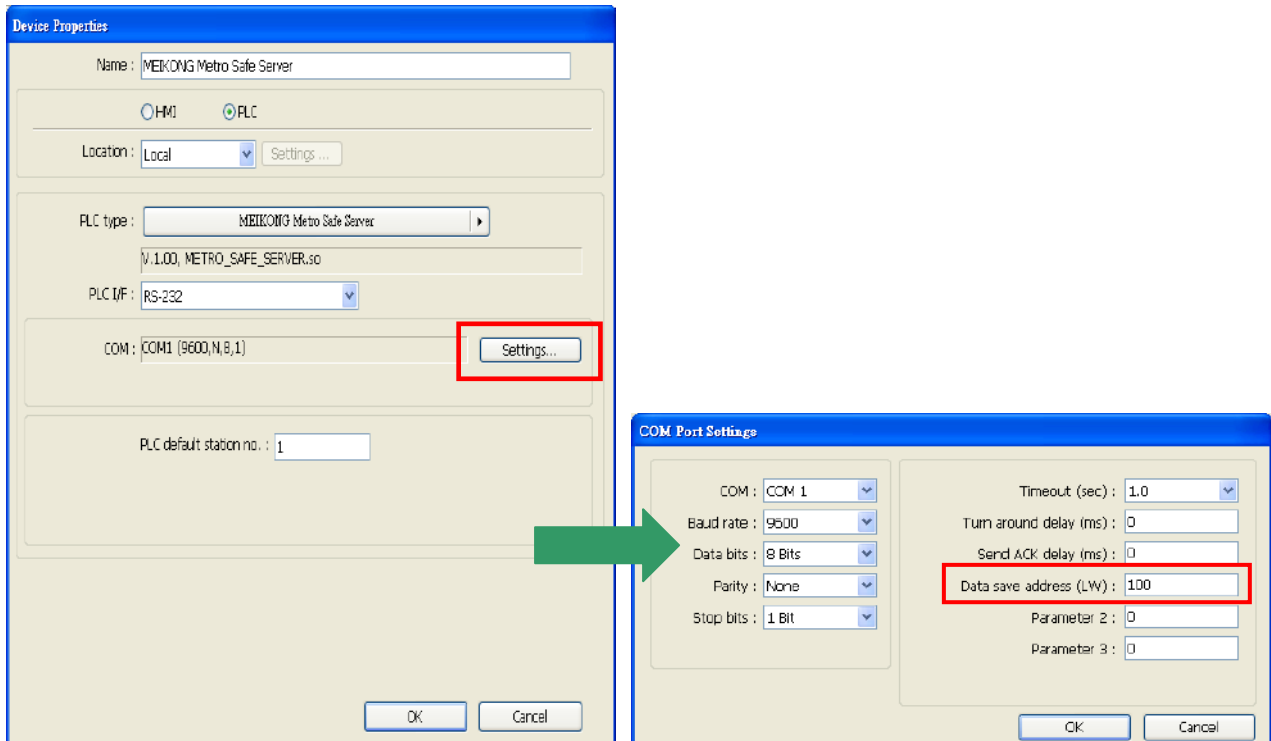 Device Properties
Name : MEIKONG Metro Safe Server
HMI PLC
Location : Local Settings ...
PLC type : MEIKONG Metro Safe Server
V.1.00, METRO_SAFE_SERVER.so
PLC I/F : RS-232
COM : COM1 (9600,N,8,1) Settings...
PLC default station no. : 1
OK Cancel
COM Port Settings
COM : COM 1
Baud rate : 9600
Data bits : 8 Bits
Parity : None
Stop bits : 1 Bit
Timeout (sec) : 1.0
Turn around delay (ms) : 0
Send ACK delay (ms) : 0
Data save address (LW) : 100
Parameter 2 : 0
Parameter 3 : 0
OK Cancel